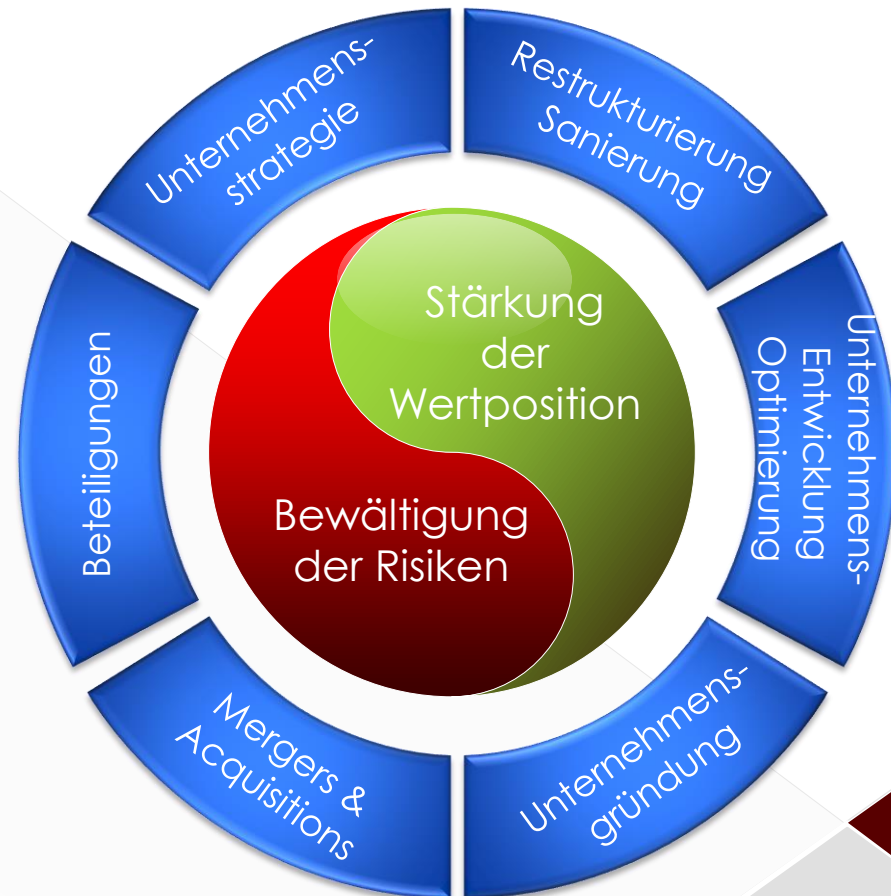 Unternehmens-
strategie
Restrukturierung
Sanierung
Unternehmens-
Entwicklung
Optimierung
Unternehmens-
gründung
Mergers &
Acquisitions
Beteiligungen
Stärkung
der
Wertposition
Bewältigung
der Risiken